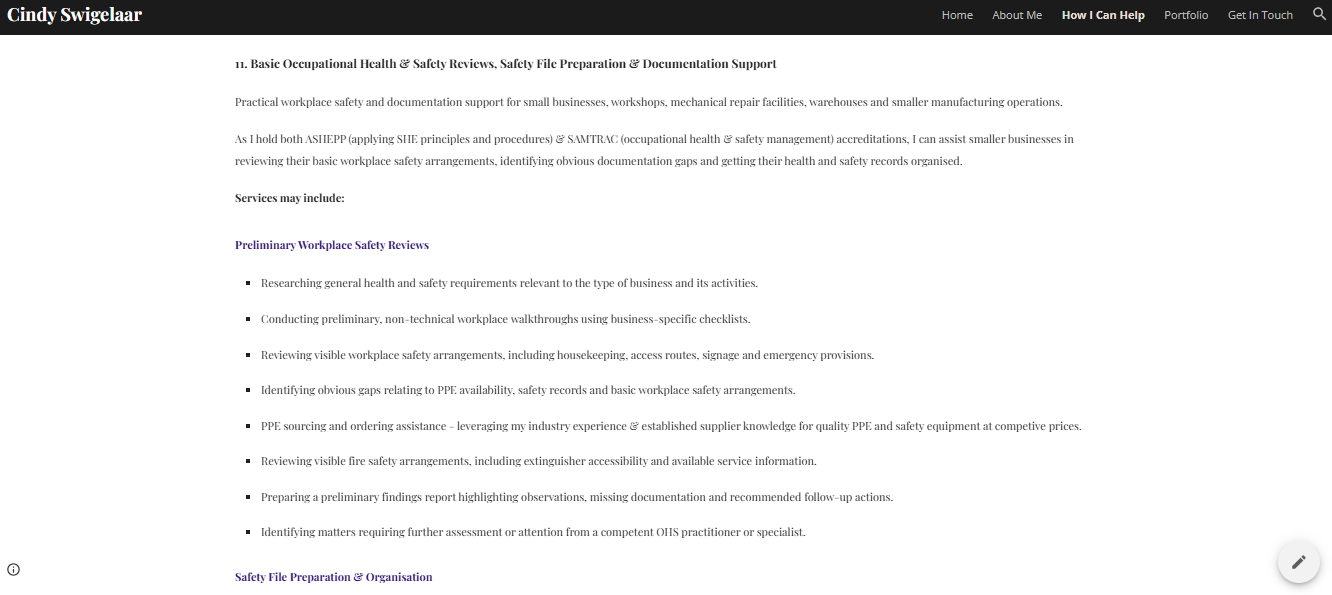 Cindy Swigelaar
Home About Me How I Can Help Portfolio Get In Touch
11. Basic Occupational Health & Safety Reviews, Safety File Preparation & Documentation Support
Practical workplace safety and documentation support for small businesses, workshops, mechanical repair facilities, warehouses and smaller manufacturing operations.
As I hold both ASHEPP (applying SHE principles and procedures) & SAMTRAC (occupational health & safety management) accreditations, I can assist smaller businesses in
reviewing their basic workplace safety arrangements, identifying obvious documentation gaps and getting their health and safety records organised.
Services may include:
Preliminary Workplace Safety Reviews
▪ Researching general health and safety requirements relevant to the type of business and its activities.
▪ Conducting preliminary, non-technical workplace walkthroughs using business-specific checklists.
▪ Reviewing visible workplace safety arrangements, including housekeeping, access routes, signage and emergency provisions.
▪ Identifying obvious gaps relating to PPE availability, safety records and basic workplace safety arrangements.
▪ PPE sourcing and ordering assistance - leveraging my industry experience & established supplier knowledge for quality PPE and safety equipment at competive prices.
▪ Reviewing visible fire safety arrangements, including extinguisher accessibility and available service information.
▪ Preparing a preliminary findings report highlighting observations, missing documentation and recommended follow-up actions.
▪ Identifying matters requiring further assessment or attention from a competent OHS practitioner or specialist.
Safety File Preparation & Organisation